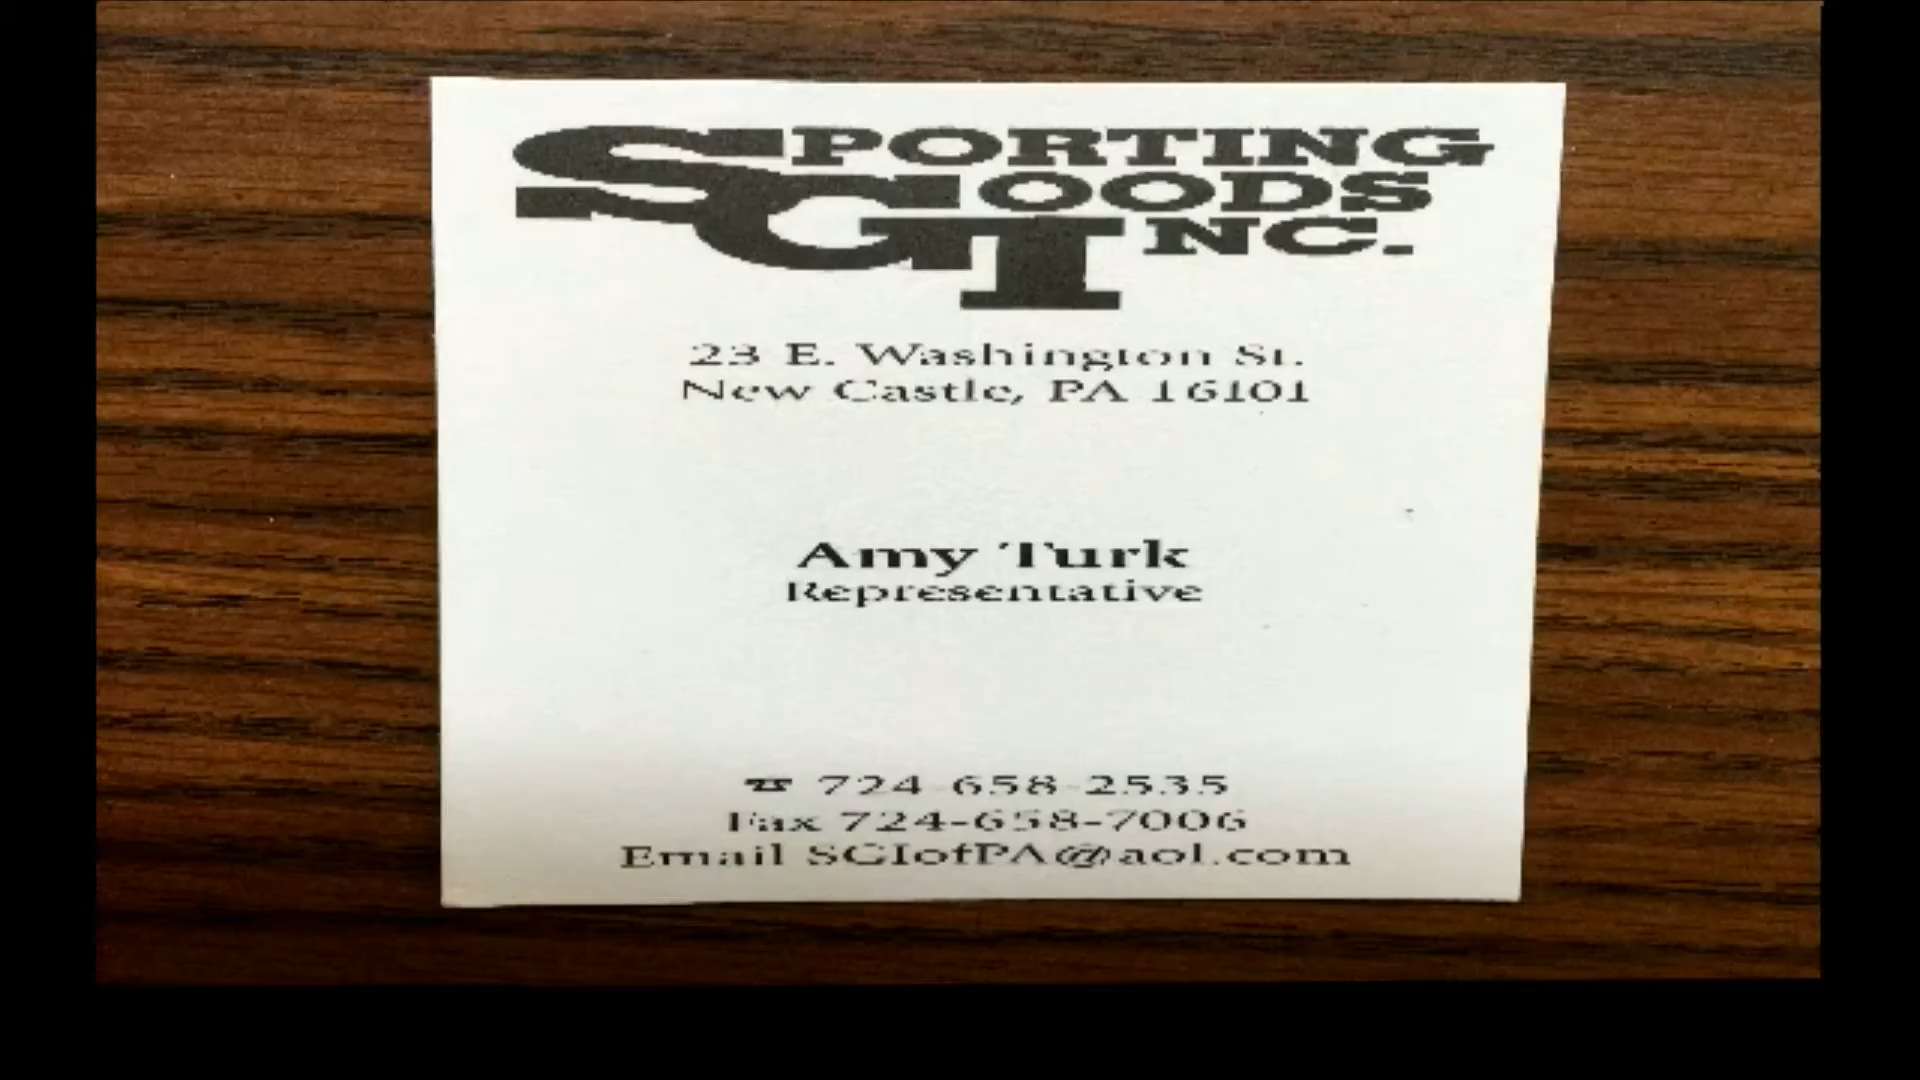 SPORTING
GOODS
INC.
23 E. Washington St.
New Castle, PA 16101
Amy Turk
Representative
☎ 724-658-2535
Fax 724-658-7006
Email SGIofPA@aol.com